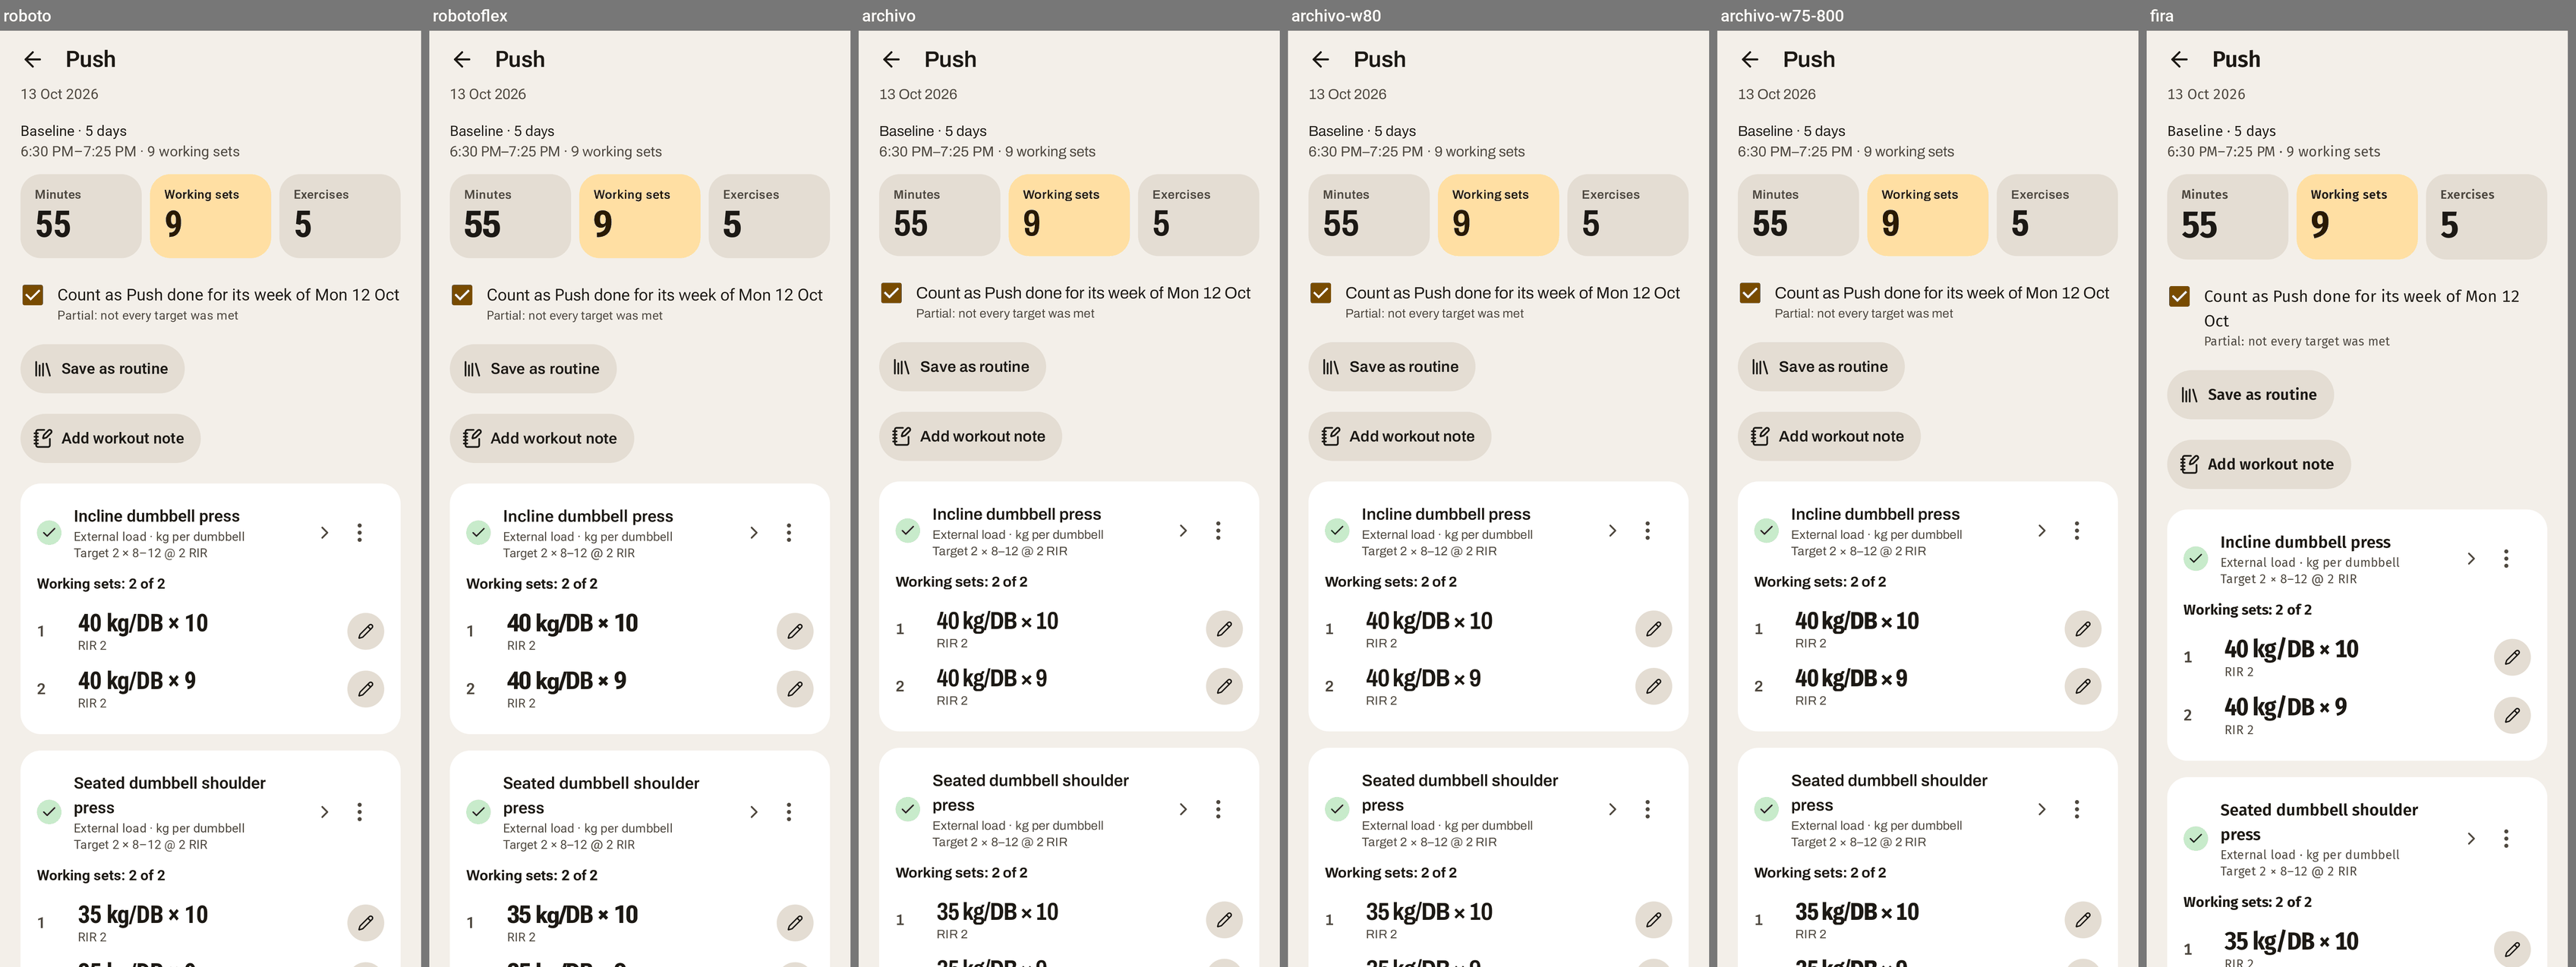 roboto
Push
13 Oct 2026
Baseline · 5 days
6:30 PM–7:25 PM · 9 working sets
Minutes
55
Working sets
9
Exercises
5
Count as Push done for its week of Mon 12 Oct
Partial: not every target was met
Save as routine
Add workout note
Incline dumbbell press
External load · kg per dumbbell
Target 2 × 8–12 @ 2 RIR
Working sets: 2 of 2
1 40 kg/DB × 10
RIR 2
2 40 kg/DB × 9
RIR 2
Seated dumbbell shoulder
press
External load · kg per dumbbell
Target 2 × 8–12 @ 2 RIR
Working sets: 2 of 2
1 35 kg/DB × 10
RIR 2
robotoflex
Push
13 Oct 2026
Baseline · 5 days
6:30 PM–7:25 PM · 9 working sets
Minutes
55
Working sets
9
Exercises
5
Count as Push done for its week of Mon 12 Oct
Partial: not every target was met
Save as routine
Add workout note
Incline dumbbell press
External load · kg per dumbbell
Target 2 × 8–12 @ 2 RIR
Working sets: 2 of 2
1 40 kg/DB × 10
RIR 2
2 40 kg/DB × 9
RIR 2
Seated dumbbell shoulder
press
External load · kg per dumbbell
Target 2 × 8–12 @ 2 RIR
Working sets: 2 of 2
1 35 kg/DB × 10
RIR 2
archivo
Push
13 Oct 2026
Baseline · 5 days
6:30 PM–7:25 PM · 9 working sets
Minutes
55
Working sets
9
Exercises
5
Count as Push done for its week of Mon 12 Oct
Partial: not every target was met
Save as routine
Add workout note
Incline dumbbell press
External load · kg per dumbbell
Target 2 × 8–12 @ 2 RIR
Working sets: 2 of 2
1 40 kg/DB × 10
RIR 2
2 40 kg/DB × 9
RIR 2
Seated dumbbell shoulder
press
External load · kg per dumbbell
Target 2 × 8–12 @ 2 RIR
Working sets: 2 of 2
1 35 kg/DB × 10
RIR 2
archivo-w80
Push
13 Oct 2026
Baseline · 5 days
6:30 PM–7:25 PM · 9 working sets
Minutes
55
Working sets
9
Exercises
5
Count as Push done for its week of Mon 12 Oct
Partial: not every target was met
Save as routine
Add workout note
Incline dumbbell press
External load · kg per dumbbell
Target 2 × 8–12 @ 2 RIR
Working sets: 2 of 2
1 40 kg/DB × 10
RIR 2
2 40 kg/DB × 9
RIR 2
Seated dumbbell shoulder
press
External load · kg per dumbbell
Target 2 × 8–12 @ 2 RIR
Working sets: 2 of 2
1 35 kg/DB × 10
RIR 2
archivo-w75-800
Push
13 Oct 2026
Baseline · 5 days
6:30 PM–7:25 PM · 9 working sets
Minutes
55
Working sets
9
Exercises
5
Count as Push done for its week of Mon 12 Oct
Partial: not every target was met
Save as routine
Add workout note
Incline dumbbell press
External load · kg per dumbbell
Target 2 × 8–12 @ 2 RIR
Working sets: 2 of 2
1 40 kg/DB × 10
RIR 2
2 40 kg/DB × 9
RIR 2
Seated dumbbell shoulder
press
External load · kg per dumbbell
Target 2 × 8–12 @ 2 RIR
Working sets: 2 of 2
1 35 kg/DB × 10
RIR 2
fira
Push
13 Oct 2026
Baseline · 5 days
6:30 PM–7:25 PM · 9 working sets
Minutes
55
Working sets
9
Exercises
5
Count as Push done for its week of Mon 12
Oct
Partial: not every target was met
Save as routine
Add workout note
Incline dumbbell press
External load · kg per dumbbell
Target 2 × 8–12 @ 2 RIR
Working sets: 2 of 2
1 40 kg/DB × 10
RIR 2
2 40 kg/DB × 9
RIR 2
Seated dumbbell shoulder
press
External load · kg per dumbbell
Target 2 × 8–12 @ 2 RIR
Working sets: 2 of 2
1 35 kg/DB × 10